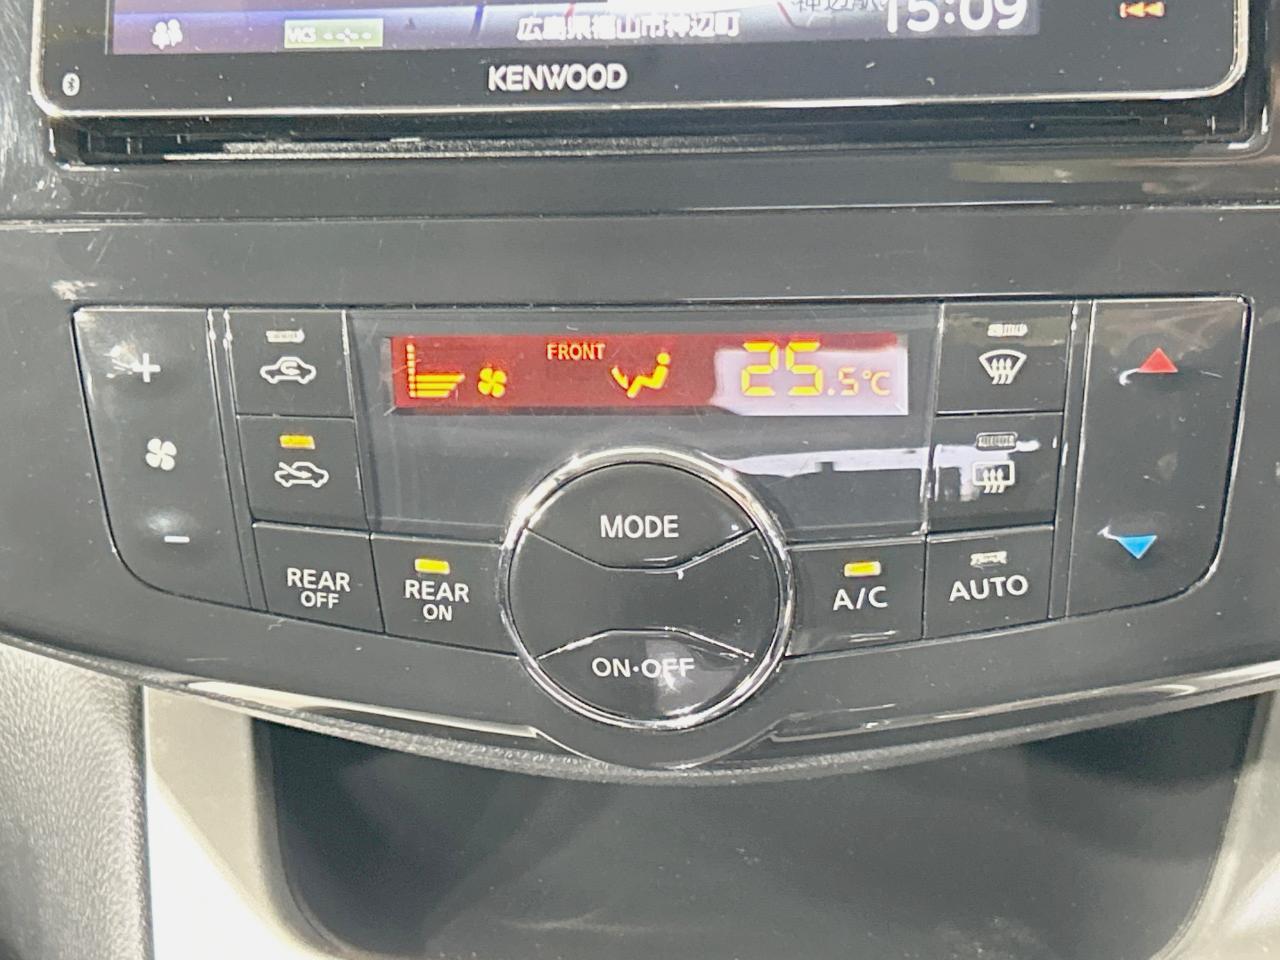 15:09
VICS
広島県福山市神辺町
KENWOOD
FRONT
25.5℃
MODE
REAR OFF
REAR ON
A/C
AUTO
ON•OFF